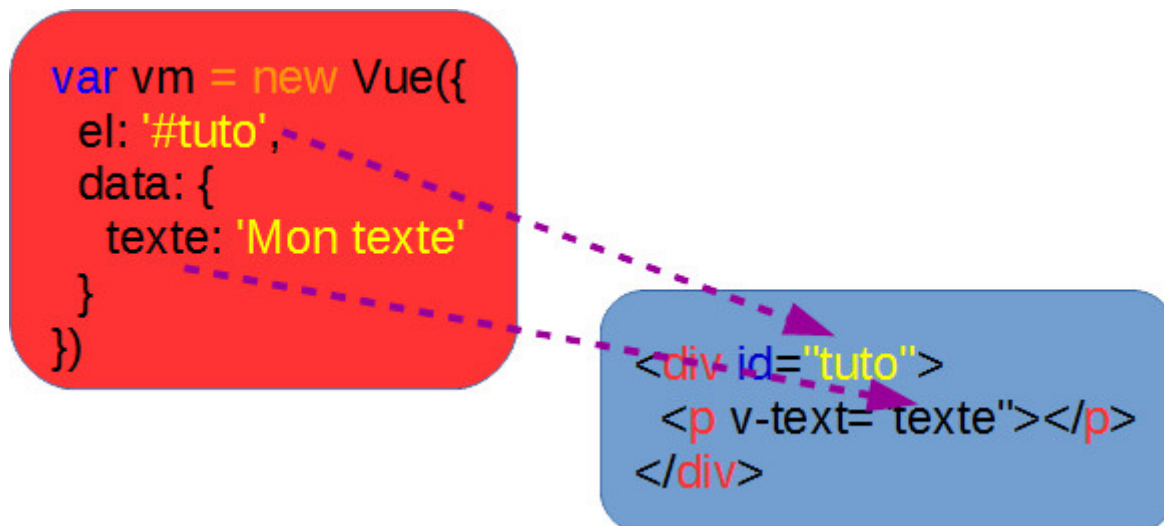 var vm = new Vue({
el: '#tuto',
data: {
texte: 'Mon texte'
}
})
<div id="tuto">
<p v-text="texte"></p>
</div>